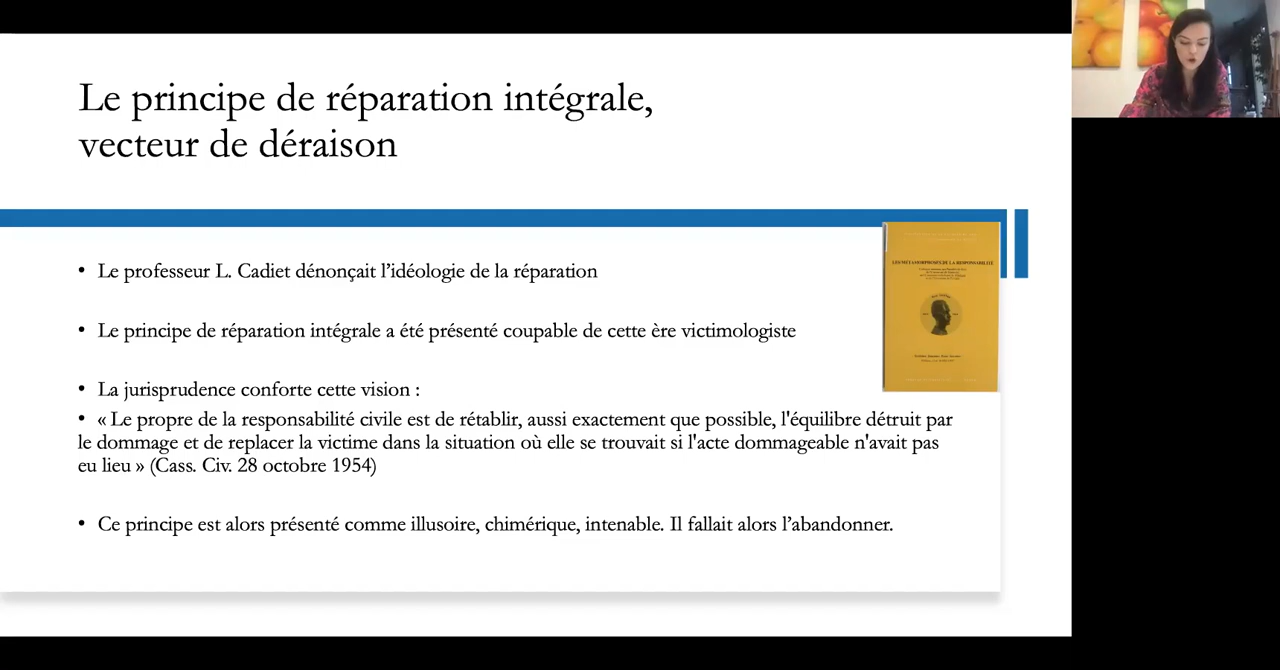 Le principe de réparation intégrale,
vecteur de déraison
• Le professeur L. Cadiet dénonçait l’idéologie de la réparation
• Le principe de réparation intégrale a été présenté coupable de cette ère victimologiste
• La jurisprudence conforte cette vision :
• « Le propre de la responsabilité civile est de rétablir, aussi exactement que possible, l'équilibre détruit par
le dommage et de replacer la victime dans la situation où elle se trouvait si l'acte dommageable n'avait pas
eu lieu » (Cass. Civ. 28 octobre 1954)
• Ce principe est alors présenté comme illusoire, chimérique, intenable. Il fallait alors l’abandonner.
LES METAMORPHOSES DE LA RESPONSABILITE